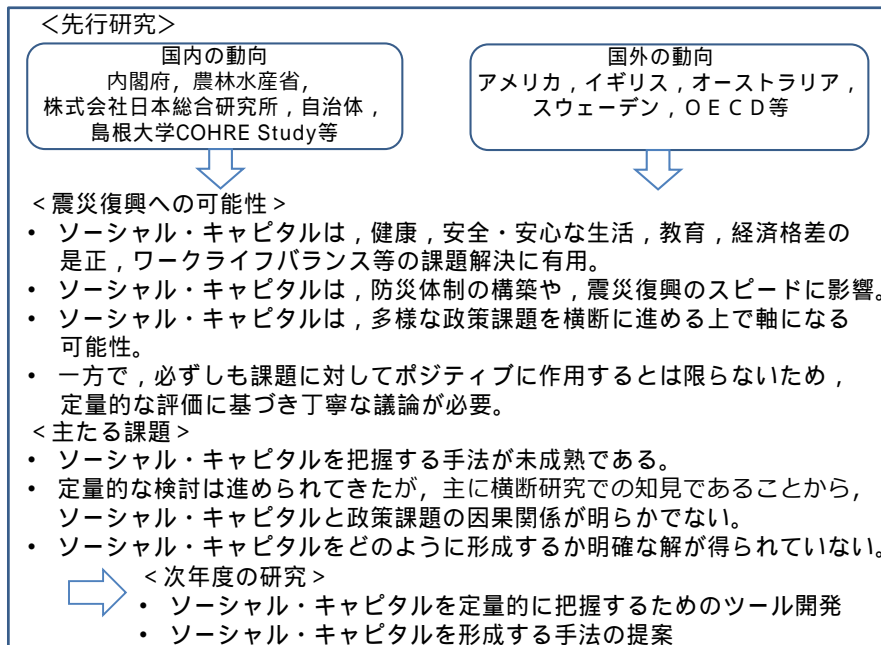 ＜先行研究＞
国内の動向
内閣府，農林水産省，
株式会社日本総合研究所，自治体，
島根大学COHRE Study等
国外の動向
アメリカ，イギリス，オーストラリア，
スウェーデン，ＯＥＣＤ等
＜震災復興への可能性＞
• ソーシャル・キャピタルは，健康，安全・安心な生活，教育，経済格差の
是正，ワークライフバランス等の課題解決に有用。
• ソーシャル・キャピタルは，防災体制の構築や，震災復興のスピードに影響。
• ソーシャル・キャピタルは，多様な政策課題を横断に進める上で軸になる
可能性。
• 一方で，必ずしも課題に対してポジティブに作用するとは限らないため，
定量的な評価に基づき丁寧な議論が必要。
＜主たる課題＞
• ソーシャル・キャピタルを把握する手法が未成熟である。
• 定量的な検討は進められてきたが，主に横断研究での知見であることから，
ソーシャル・キャピタルと政策課題の因果関係が明らかでない。
• ソーシャル・キャピタルをどのように形成するか明確な解が得られていない。
＜次年度の研究＞
• ソーシャル・キャピタルを定量的に把握するためのツール開発
• ソーシャル・キャピタルを形成する手法の提案